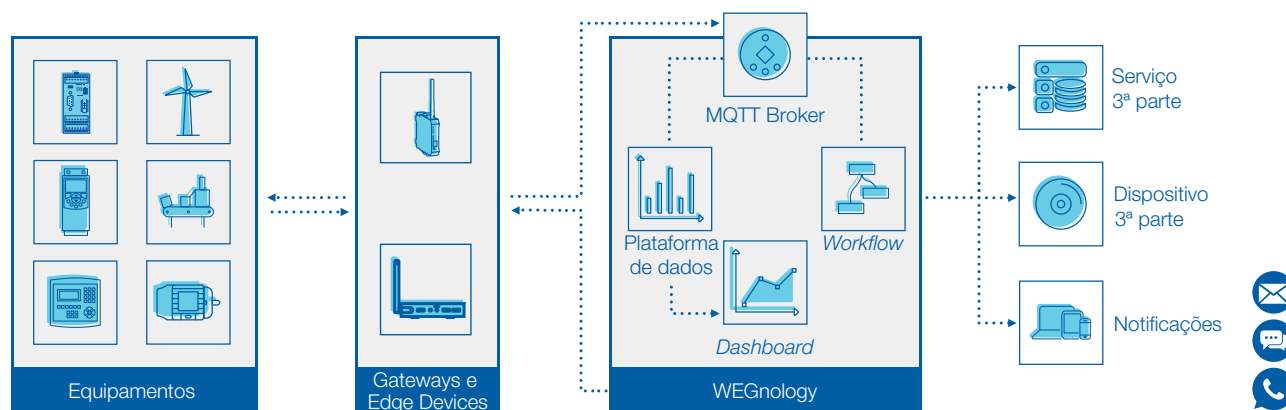 MQTT Broker
Plataforma
de dados
Workflow
Dashboard
Serviço
3ª parte
Dispositivo
3ª parte
Notificações
Equipamentos
Gateways e
Edge Devices
WEGnology